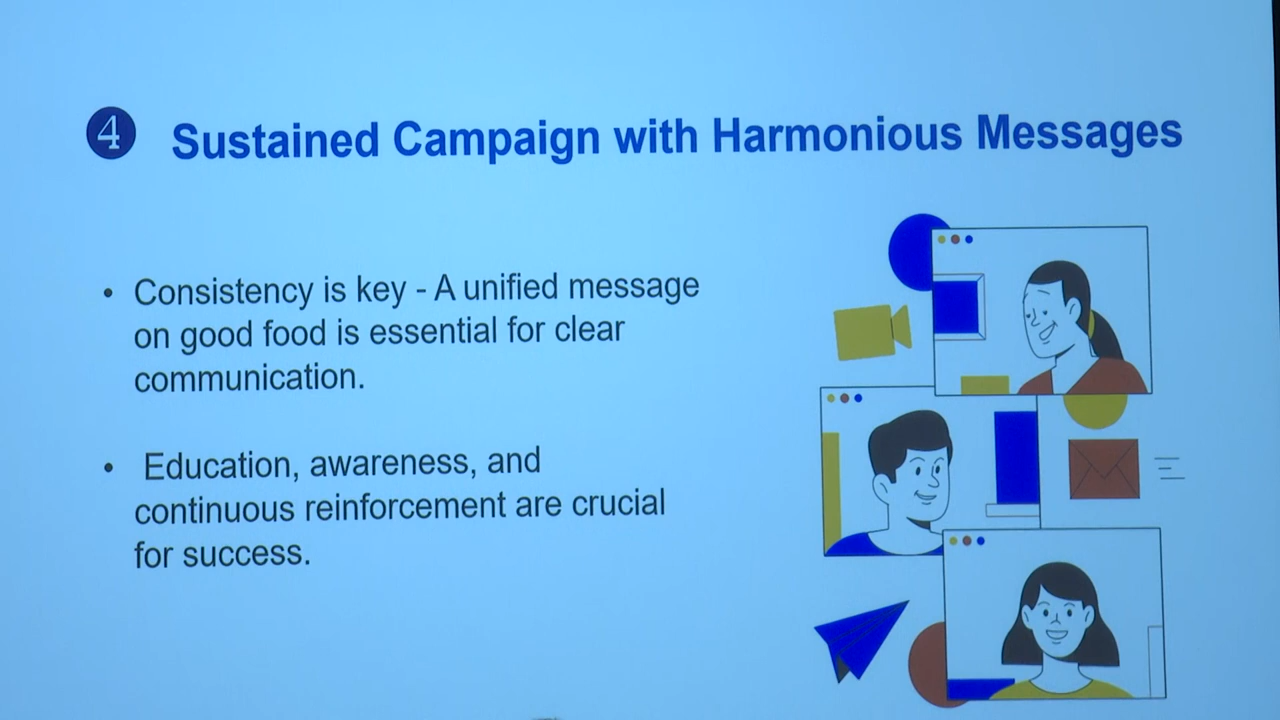 4 Sustained Campaign with Harmonious Messages
• Consistency is key - A unified message
on good food is essential for clear
communication.
• Education, awareness, and
continuous reinforcement are crucial
for success.